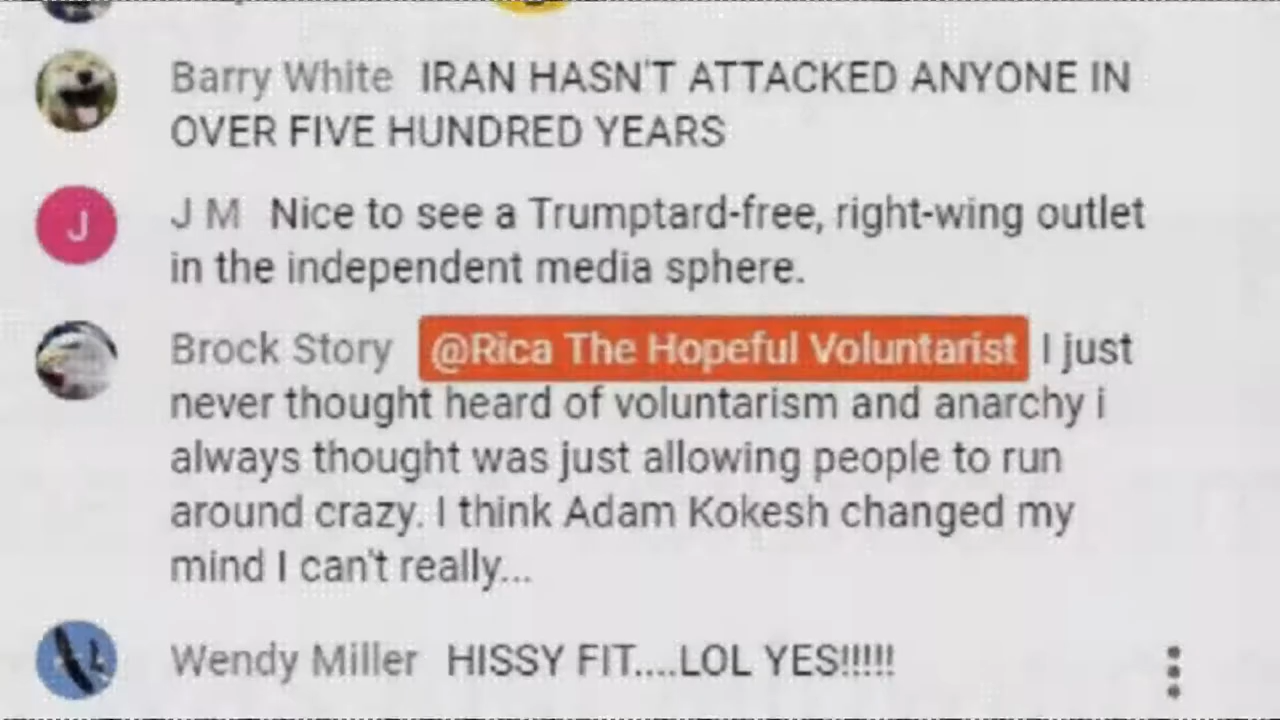 Barry White IRAN HASN'T ATTACKED ANYONE IN
OVER FIVE HUNDRED YEARS
J
J M Nice to see a Trumptard-free, right-wing outlet
in the independent media sphere.
Brock Story @Rica The Hopeful Voluntarist I just
never thought heard of voluntarism and anarchy i
always thought was just allowing people to run
around crazy. I think Adam Kokesh changed my
mind I can't really...
Wendy Miller HISSY FIT....LOL YES!!!!!